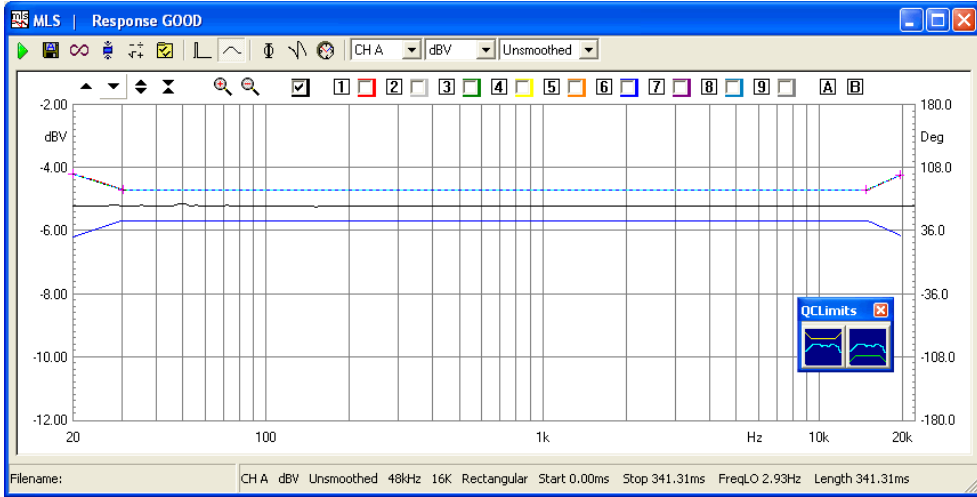 MLS | Response GOOD
CH A dBV Unsmoothed
1 2 3 4 5 6 7 8 9 A B
-2.00 180.0
dBV Deg
-4.00 108.0
-6.00 36.0
-8.00 -36.0
QCLimits
-10.00 -108.0
-12.00 -180.0
20 100 1k Hz 10k 20k
Filename: CH A dBV Unsmoothed 48kHz 16K Rectangular Start 0.00ms Stop 341.31ms FreqLO 2.93Hz Length 341.31ms